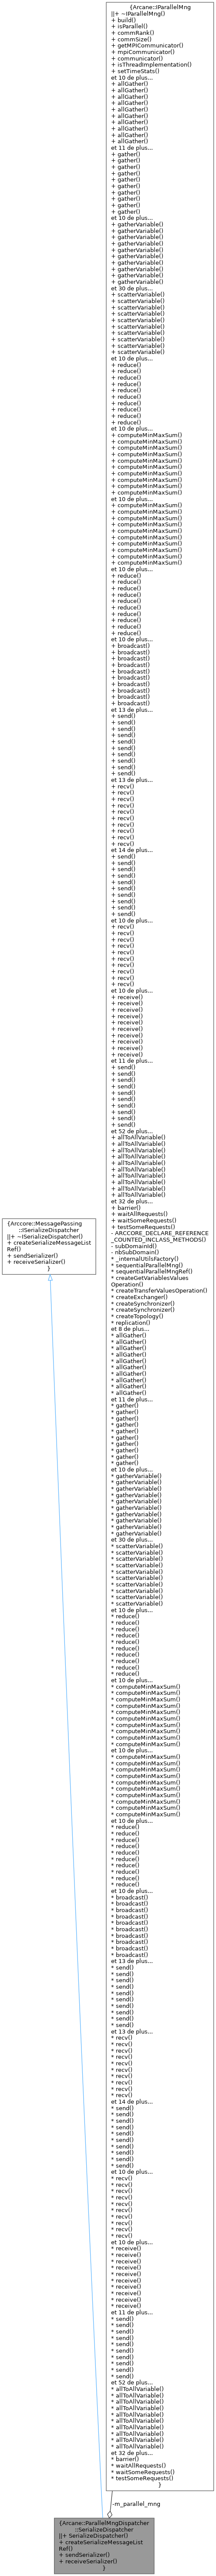 {Arcane::IParallelMng
||+ ~IParallelMng()
+ build()
+ isParallel()
+ commRank()
+ commSize()
+ getMPICommunicator()
+ mpiCommunicator()
+ communicator()
+ isThreadImplementation()
+ setTimeStats()
et 10 de plus...
+ allGather()
+ allGather()
+ allGather()
+ allGather()
+ allGather()
+ allGather()
+ allGather()
+ allGather()
+ allGather()
+ allGather()
et 11 de plus...
+ gather()
+ gather()
+ gather()
+ gather()
+ gather()
+ gather()
+ gather()
+ gather()
+ gather()
+ gather()
et 10 de plus...
+ gatherVariable()
+ gatherVariable()
+ gatherVariable()
+ gatherVariable()
+ gatherVariable()
+ gatherVariable()
+ gatherVariable()
+ gatherVariable()
+ gatherVariable()
+ gatherVariable()
et 30 de plus...
+ scatterVariable()
+ scatterVariable()
+ scatterVariable()
+ scatterVariable()
+ scatterVariable()
+ scatterVariable()
+ scatterVariable()
+ scatterVariable()
+ scatterVariable()
+ scatterVariable()
et 10 de plus...
+ reduce()
+ reduce()
+ reduce()
+ reduce()
+ reduce()
+ reduce()
+ reduce()
+ reduce()
+ reduce()
+ reduce()
et 10 de plus...
+ computeMinMaxSum()
+ computeMinMaxSum()
+ computeMinMaxSum()
+ computeMinMaxSum()
+ computeMinMaxSum()
+ computeMinMaxSum()
+ computeMinMaxSum()
+ computeMinMaxSum()
+ computeMinMaxSum()
+ computeMinMaxSum()
et 10 de plus...
+ computeMinMaxSum()
+ computeMinMaxSum()
+ computeMinMaxSum()
+ computeMinMaxSum()
+ computeMinMaxSum()
+ computeMinMaxSum()
+ computeMinMaxSum()
+ computeMinMaxSum()
+ computeMinMaxSum()
+ computeMinMaxSum()
et 10 de plus...
+ reduce()
+ reduce()
+ reduce()
+ reduce()
+ reduce()
+ reduce()
+ reduce()
+ reduce()
+ reduce()
+ reduce()
et 10 de plus...
+ broadcast()
+ broadcast()
+ broadcast()
+ broadcast()
+ broadcast()
+ broadcast()
+ broadcast()
+ broadcast()
+ broadcast()
+ broadcast()
et 13 de plus...
+ send()
+ send()
+ send()
+ send()
+ send()
+ send()
+ send()
+ send()
+ send()
+ send()
et 13 de plus...
+ recv()
+ recv()
+ recv()
+ recv()
+ recv()
+ recv()
+ recv()
+ recv()
+ recv()
+ recv()
et 14 de plus...
+ send()
+ send()
+ send()
+ send()
+ send()
+ send()
+ send()
+ send()
+ send()
+ send()
et 10 de plus...
+ recv()
+ recv()
+ recv()
+ recv()
+ recv()
+ recv()
+ recv()
+ recv()
+ recv()
+ recv()
et 10 de plus...
+ receive()
+ receive()
+ receive()
+ receive()
+ receive()
+ receive()
+ receive()
+ receive()
+ receive()
+ receive()
et 11 de plus...
+ send()
+ send()
+ send()
+ send()
+ send()
+ send()
+ send()
+ send()
+ send()
+ send()
et 52 de plus...
+ allToAllVariable()
+ allToAllVariable()
+ allToAllVariable()
+ allToAllVariable()
+ allToAllVariable()
+ allToAllVariable()
+ allToAllVariable()
+ allToAllVariable()
+ allToAllVariable()
+ allToAllVariable()
et 32 de plus...
+ barrier()
+ waitAllRequests()
+ waitSomeRequests()
+ testSomeRequests()
- ARCCORE_DECLARE_REFERENCE
_COUNTED_INCLASS_METHODS()
- subDomainId()
- nbSubDomain()
* _internalUtilsFactory()
* sequentialParallelMng()
* sequentialParallelMngRef()
* createGetVariablesValues
Operation()
* createTransferValuesOperation()
* createExchanger()
* createSynchronizer()
* createSynchronizer()
* createTopology()
* replication()
et 8 de plus...
* allGather()
* allGather()
* allGather()
* allGather()
* allGather()
* allGather()
* allGather()
* allGather()
* allGather()
* allGather()
et 11 de plus...
* gather()
* gather()
* gather()
* gather()
* gather()
* gather()
* gather()
* gather()
* gather()
* gather()
et 10 de plus...
* gatherVariable()
* gatherVariable()
* gatherVariable()
* gatherVariable()
* gatherVariable()
* gatherVariable()
* gatherVariable()
* gatherVariable()
* gatherVariable()
* gatherVariable()
et 30 de plus...
* scatterVariable()
* scatterVariable()
* scatterVariable()
* scatterVariable()
* scatterVariable()
* scatterVariable()
* scatterVariable()
* scatterVariable()
* scatterVariable()
* scatterVariable()
et 10 de plus...
* reduce()
* reduce()
* reduce()
* reduce()
* reduce()
* reduce()
* reduce()
* reduce()
* reduce()
* reduce()
et 10 de plus...
* computeMinMaxSum()
* computeMinMaxSum()
* computeMinMaxSum()
* computeMinMaxSum()
* computeMinMaxSum()
* computeMinMaxSum()
* computeMinMaxSum()
* computeMinMaxSum()
* computeMinMaxSum()
* computeMinMaxSum()
et 10 de plus...
* computeMinMaxSum()
* computeMinMaxSum()
* computeMinMaxSum()
* computeMinMaxSum()
* computeMinMaxSum()
* computeMinMaxSum()
* computeMinMaxSum()
* computeMinMaxSum()
* computeMinMaxSum()
* computeMinMaxSum()
et 10 de plus...
* reduce()
* reduce()
* reduce()
* reduce()
* reduce()
* reduce()
* reduce()
* reduce()
* reduce()
* reduce()
et 10 de plus...
* broadcast()
* broadcast()
* broadcast()
* broadcast()
* broadcast()
* broadcast()
* broadcast()
* broadcast()
* broadcast()
* broadcast()
et 13 de plus...
* send()
* send()
* send()
* send()
* send()
* send()
* send()
* send()
* send()
* send()
et 13 de plus...
* recv()
* recv()
* recv()
* recv()
* recv()
* recv()
* recv()
* recv()
* recv()
* recv()
et 14 de plus...
* send()
* send()
* send()
* send()
* send()
* send()
* send()
* send()
* send()
* send()
et 10 de plus...
* recv()
* recv()
* recv()
* recv()
* recv()
* recv()
* recv()
* recv()
* recv()
* recv()
et 10 de plus...
* receive()
* receive()
* receive()
* receive()
* receive()
* receive()
* receive()
* receive()
* receive()
* receive()
et 11 de plus...
* send()
* send()
* send()
* send()
* send()
* send()
* send()
* send()
* send()
* send()
et 52 de plus...
* allToAllVariable()
* allToAllVariable()
* allToAllVariable()
* allToAllVariable()
* allToAllVariable()
* allToAllVariable()
* allToAllVariable()
* allToAllVariable()
* allToAllVariable()
* allToAllVariable()
et 32 de plus...
* barrier()
* waitAllRequests()
* waitSomeRequests()
* testSomeRequests()
}
{Arccore::MessagePassing
::ISerializeDispatcher
||+ ~ISerializeDispatcher()
+ createSerializeMessageList
Ref()
+ sendSerializer()
+ receiveSerializer()
}
-m_parallel_mng
{Arcane::ParallelMngDispatcher
::SerializeDispatcher
||+ SerializeDispatcher()
+ createSerializeMessageList
Ref()
+ sendSerializer()
+ receiveSerializer()
}